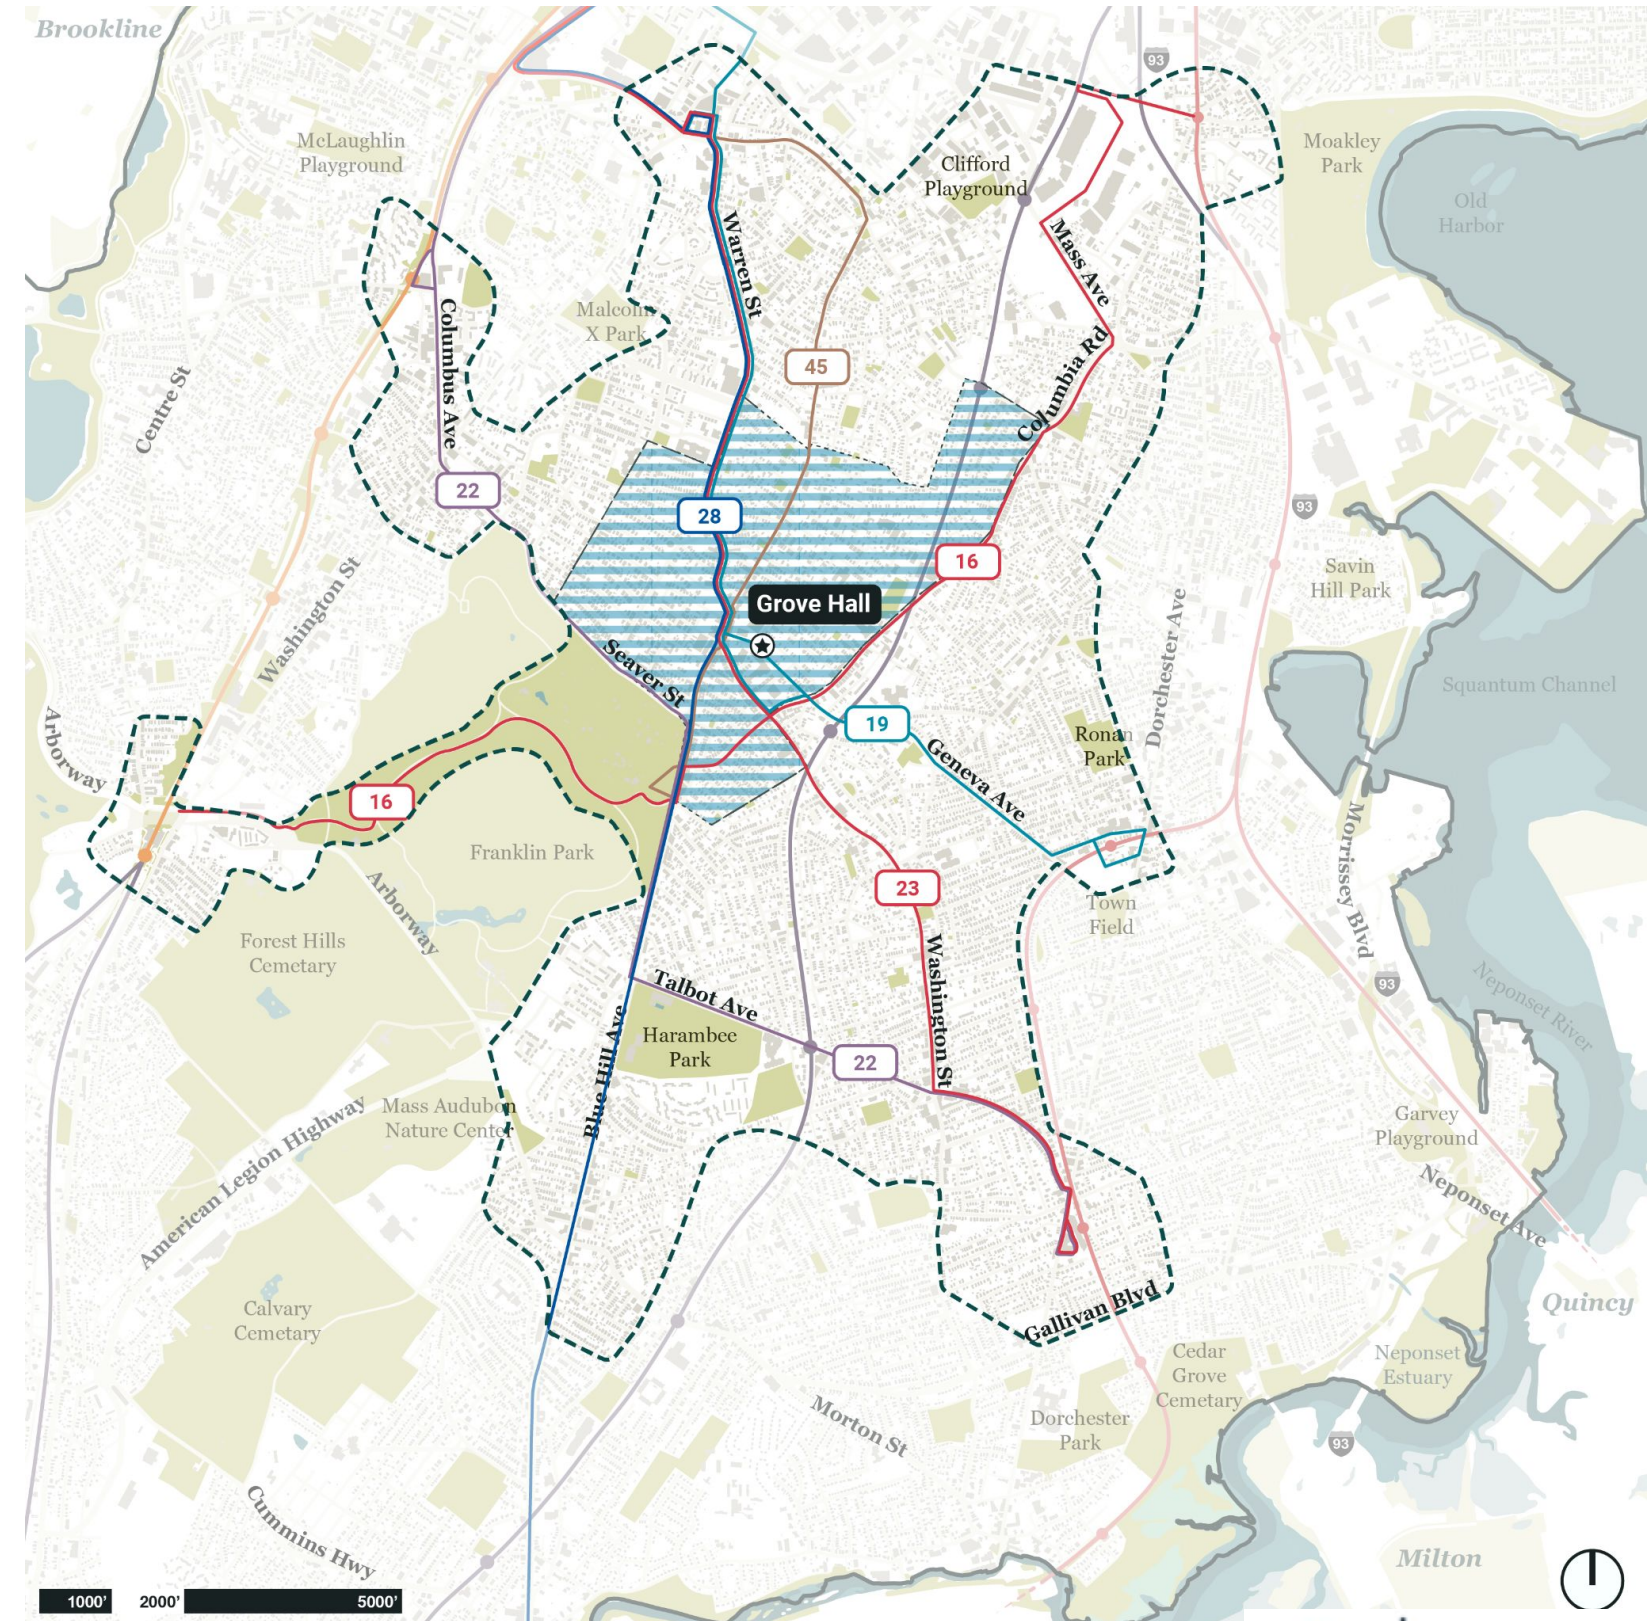 Brookline
93
McLaughlin
Playground
Moakley
Park
Clifford
Playground
Old
Harbor
Warren St
Mass Ave
Malcolm
X Park
Columbus Ave
Columbia Rd
45
Centre St
22
28
93
16
Savin
Hill Park
Washington St
Grove Hall
Dorchester Ave
Seaver St
Squantum Channel
Arborway
19
Ronan
Park
Geneva Ave
16
Morrissey Blvd
Franklin Park
Arborway
23
Town
Field
Forest Hills
Cemetary
Washington St
Talbot Ave
93
Neponset River
Blue Hill Ave
Harambee
Park
22
American Legion Highway
Mass Audubon
Nature Center
Garvey
Playground
Neponset Ave
Calvary
Cemetary
Gallivan Blvd
Quincy
Cedar
Grove
Cemetary
Neponset
Estuary
Morton St
Dorchester
Park
93
Cummins Hwy
Milton
1000’
2000’
5000’